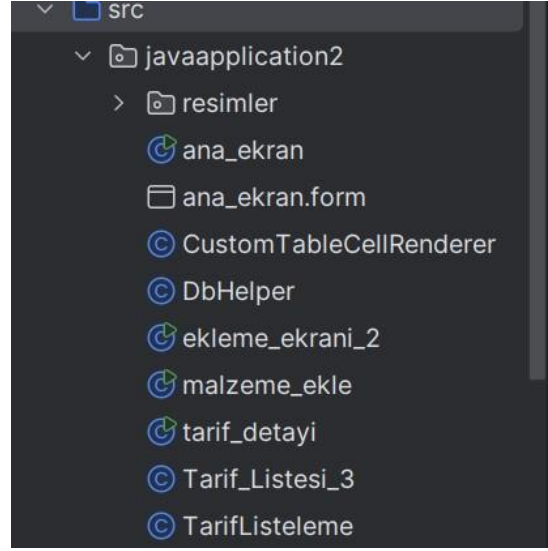 src
javaapplication2
resimler
ana_ekran
ana_ekran.form
CustomTableCellRenderer
DbHelper
ekleme_ekrani_2
malzeme_ekle
tarif_detayi
Tarif_Listesi_3
TarifListeleme